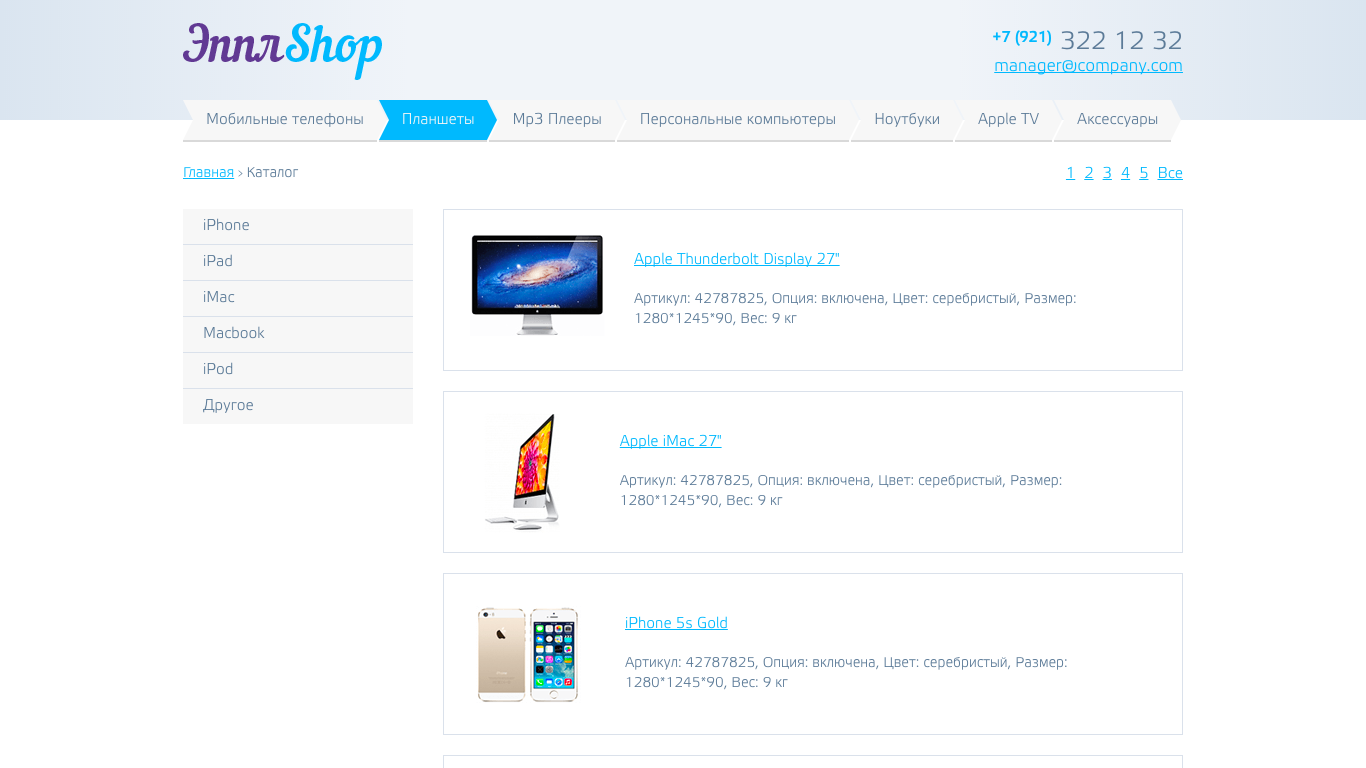 ЭпплShop
+7 (921) 322 12 32
manager@company.com
Мобильные телефоны Планшеты Mp3 Плееры Персональные компьютеры Ноутбуки Apple TV Аксессуары
Главная › Каталог
1 2 3 4 5 Все
iPhone
iPad
iMac
Macbook
iPod
Другое
Apple Thunderbolt Display 27"
Артикул: 42787825, Опция: включена, Цвет: серебристый, Размер:
1280*1245*90, Вес: 9 кг
Apple iMac 27"
Артикул: 42787825, Опция: включена, Цвет: серебристый, Размер:
1280*1245*90, Вес: 9 кг
iPhone 5s Gold
Артикул: 42787825, Опция: включена, Цвет: серебристый, Размер:
1280*1245*90, Вес: 9 кг